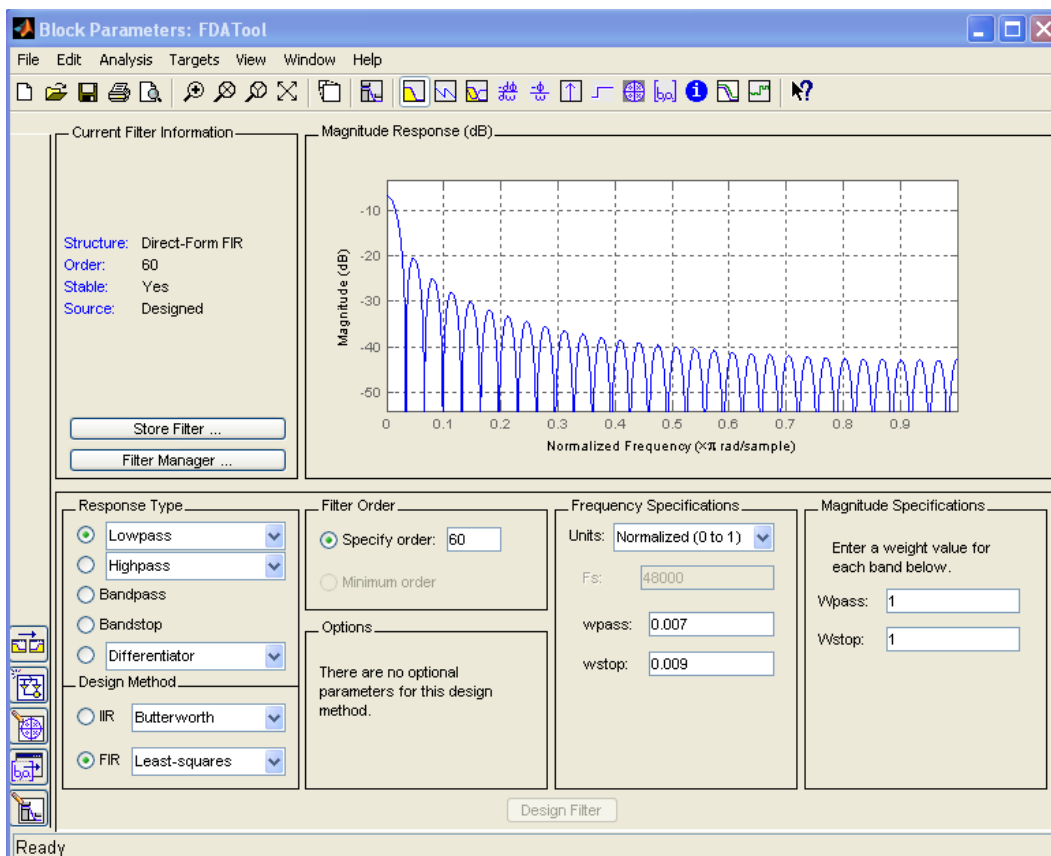 Block Parameters: FDATool
File Edit Analysis Targets View Window Help
Current Filter Information
Structure: Direct-Form FIR
Order: 60
Stable: Yes
Source: Designed
Store Filter ...
Filter Manager ...
Magnitude Response (dB)
Magnitude (dB)
-10
-20
-30
-40
-50
0 0.1 0.2 0.3 0.4 0.5 0.6 0.7 0.8 0.9
Normalized Frequency (×π rad/sample)
Response Type
Lowpass
Highpass
Bandpass
Bandstop
Differentiator
Design Method
IIR Butterworth
FIR Least-squares
Filter Order
Specify order: 60
Minimum order
Options
There are no optional
parameters for this design
method.
Frequency Specifications
Units: Normalized (0 to 1)
Fs: 48000
wpass: 0.007
wstop: 0.009
Magnitude Specifications
Enter a weight value for
each band below.
Wpass: 1
Wstop: 1
Design Filter
Ready